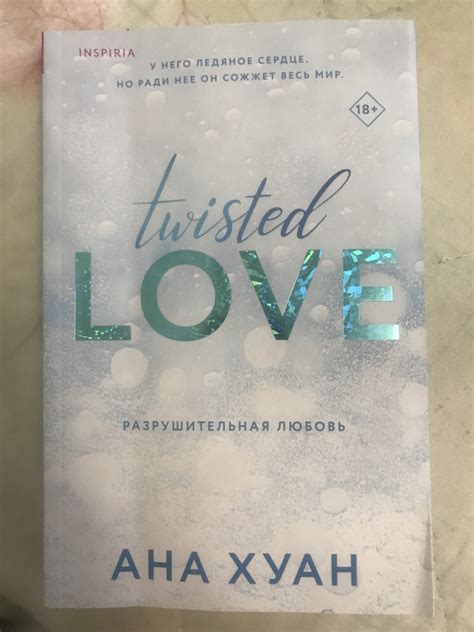 INSPIRIA
У НЕГО ЛЕДЯНОЕ СЕРДЦЕ.
НО РАДИ НЕЕ ОН СОЖЖЕТ ВЕСЬ МИР.
18+
twisted
LOVE
РАЗРУШИТЕЛЬНАЯ ЛЮБОВЬ
АНА ХУАН